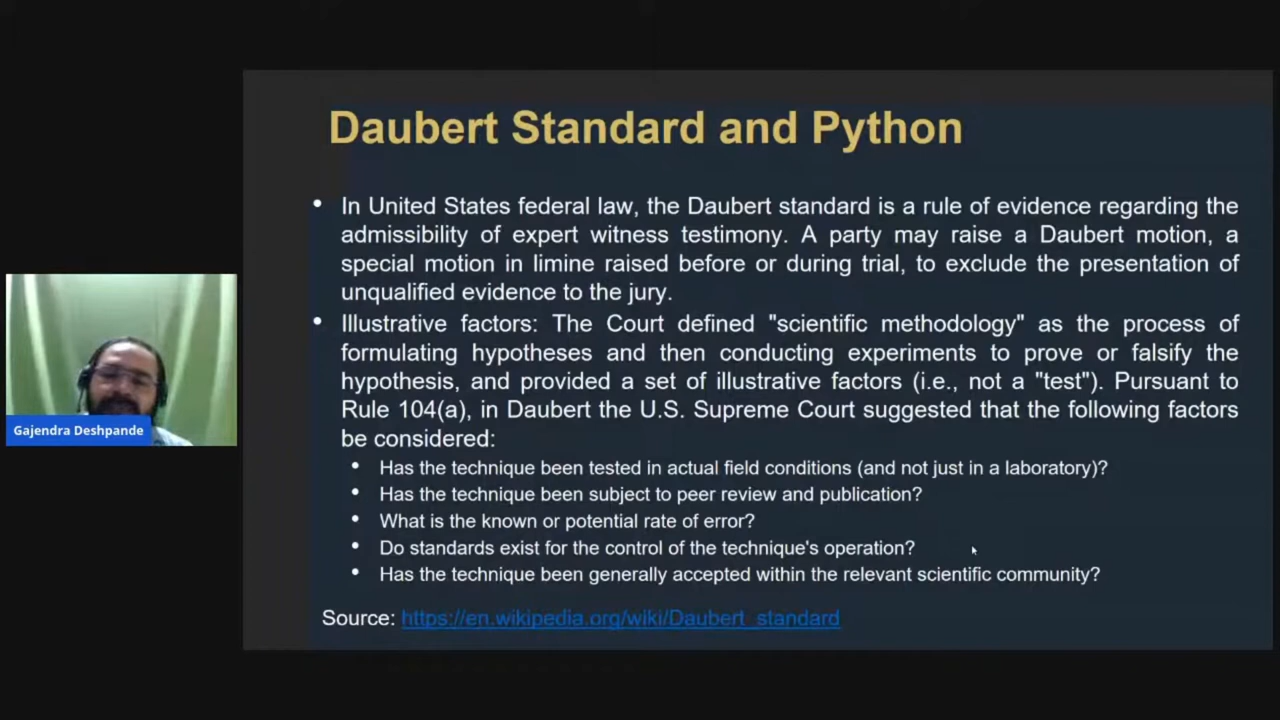 Daubert Standard and Python
• In United States federal law, the Daubert standard is a rule of evidence regarding the
admissibility of expert witness testimony. A party may raise a Daubert motion, a
special motion in limine raised before or during trial, to exclude the presentation of
unqualified evidence to the jury.
• Illustrative factors: The Court defined "scientific methodology" as the process of
formulating hypotheses and then conducting experiments to prove or falsify the
hypothesis, and provided a set of illustrative factors (i.e., not a "test"). Pursuant to
Rule 104(a), in Daubert the U.S. Supreme Court suggested that the following factors
be considered:
• Has the technique been tested in actual field conditions (and not just in a laboratory)?
• Has the technique been subject to peer review and publication?
• What is the known or potential rate of error?
• Do standards exist for the control of the technique's operation?
• Has the technique been generally accepted within the relevant scientific community?
Source: https://en.wikipedia.org/wiki/Daubert_standard
Gajendra Deshpande